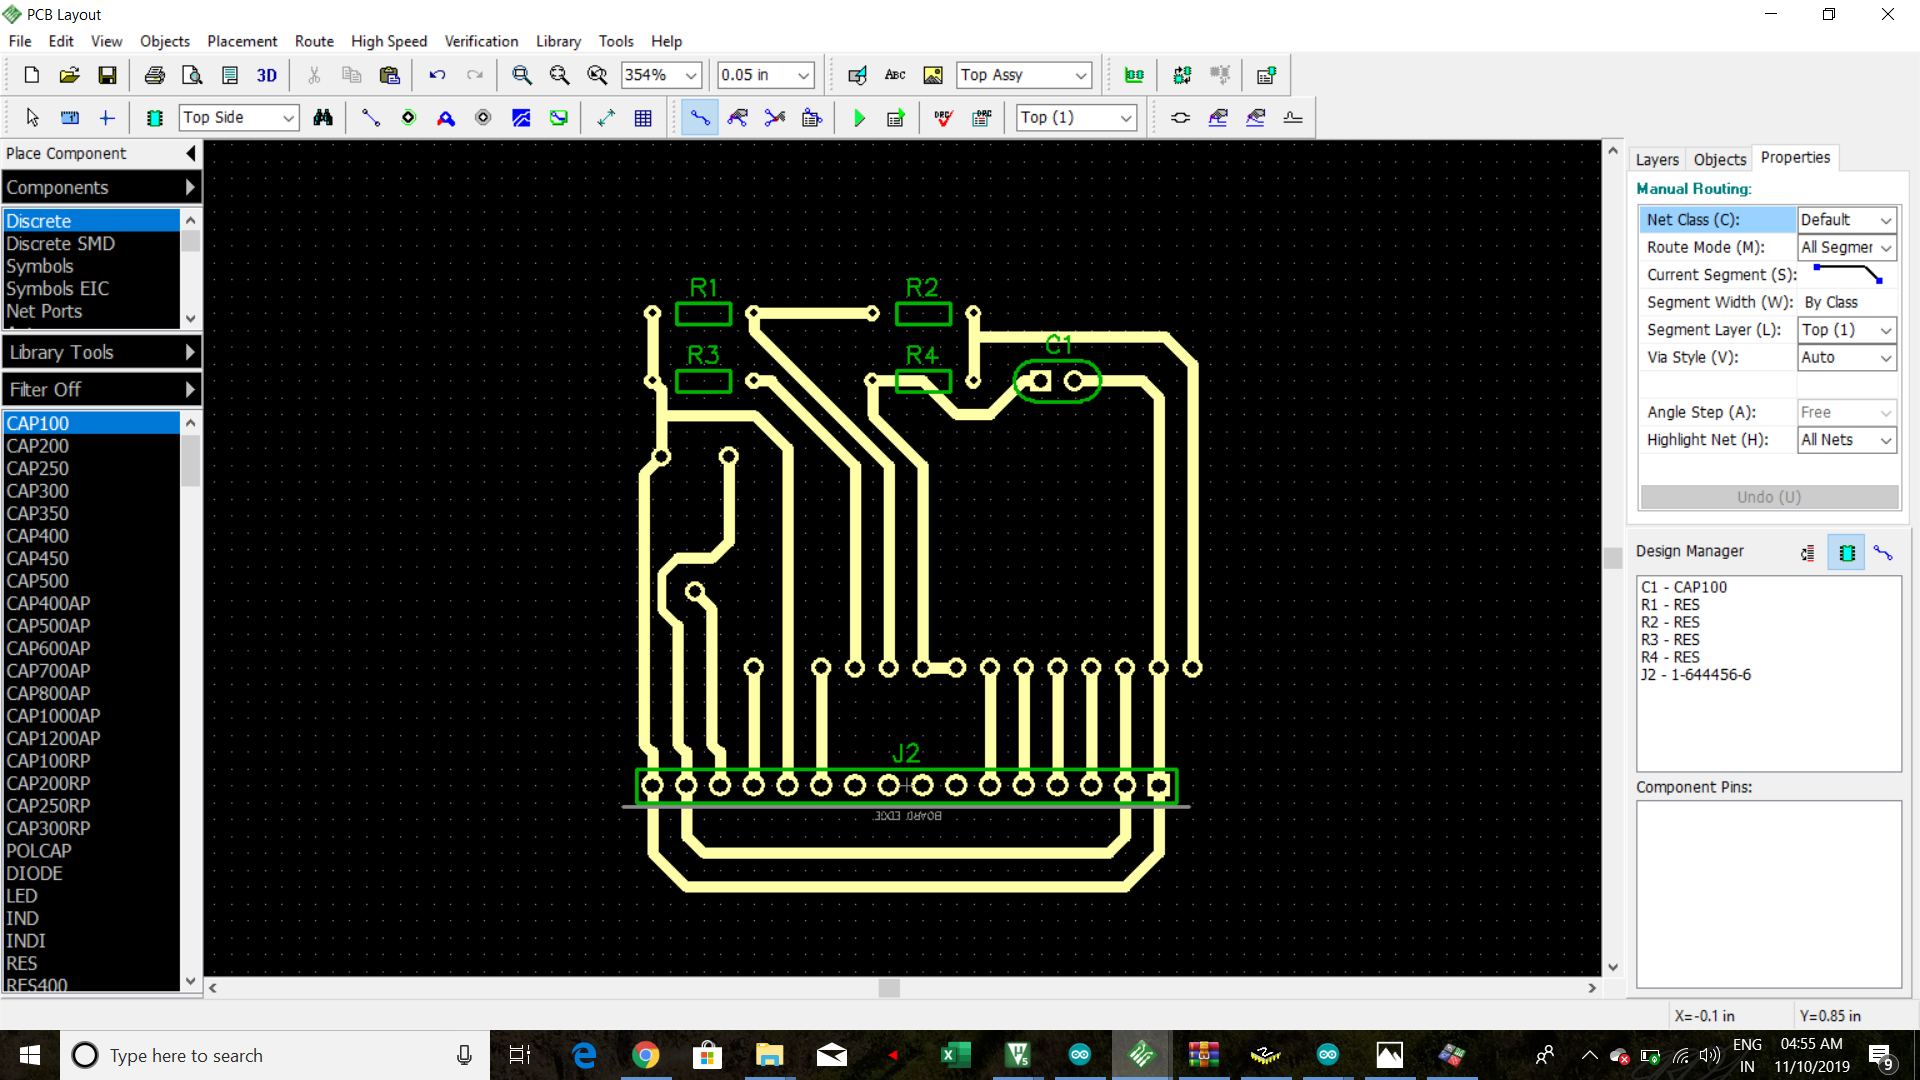 PCB Layout
File Edit View Objects Placement Route High Speed Verification Library Tools Help
3D 354% 0.05 in ABC Top Assy
Top Side DRC DRC Top (1)
Place Component
Components
Discrete
Discrete SMD
Symbols
Symbols EIC
Net Ports
Library Tools
Filter Off
CAP100
CAP200
CAP250
CAP300
CAP350
CAP400
CAP450
CAP500
CAP400AP
CAP500AP
CAP600AP
CAP700AP
CAP800AP
CAP1000AP
CAP1200AP
CAP100RP
CAP200RP
CAP250RP
CAP300RP
POLCAP
DIODE
LED
IND
INDI
RES
RES400
R1 R2
R3 R4 C1
J2
BOARD EDGE
Layers Objects Properties
Manual Routing:
Net Class (C): Default
Route Mode (M): All Segmer
Current Segment (S):
Segment Width (W): By Class
Segment Layer (L): Top (1)
Via Style (V): Auto
Angle Step (A): Free
Highlight Net (H): All Nets
Undo (U)
Design Manager
C1 - CAP100
R1 - RES
R2 - RES
R3 - RES
R4 - RES
J2 - 1-644456-6
Component Pins:
X=-0.1 in Y=0.85 in
Type here to search
ENG
IN
04:55 AM
11/10/2019
9